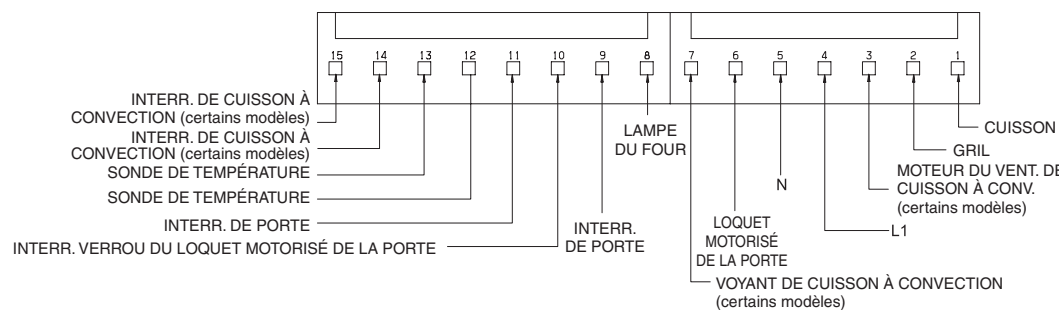 15 14 13 12 11 10 9 8 7 6 5 4 3 2 1
INTERR. DE CUISSON À
CONVECTION (certains modèles)
INTERR. DE CUISSON À
CONVECTION (certains modèles)
SONDE DE TEMPÉRATURE
SONDE DE TEMPÉRATURE
INTERR. DE PORTE
INTERR. VERROU DU LOQUET MOTORISÉ DE LA PORTE
INTERR.
DE PORTE
LAMPE
DU FOUR
VOYANT DE CUISSON À CONVECTION
(certains modèles)
LOQUET
MOTORISÉ
DE LA PORTE
N
L1
MOTEUR DU VENT. DE
CUISSON À CONV.
(certains modèles)
GRIL
CUISSON